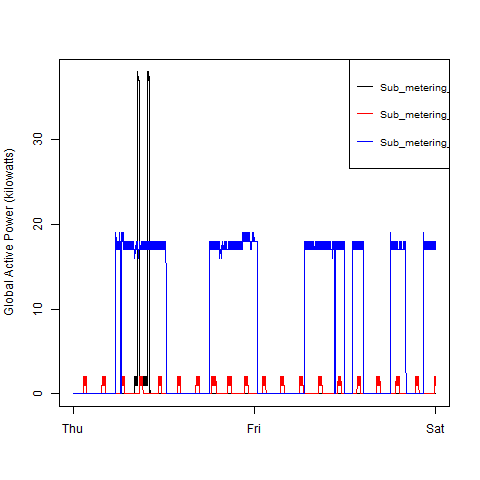 Sub_metering_
Sub_metering_
Sub_metering_
Global Active Power (kilowatts)
30
20
10
0
Thu Fri Sat